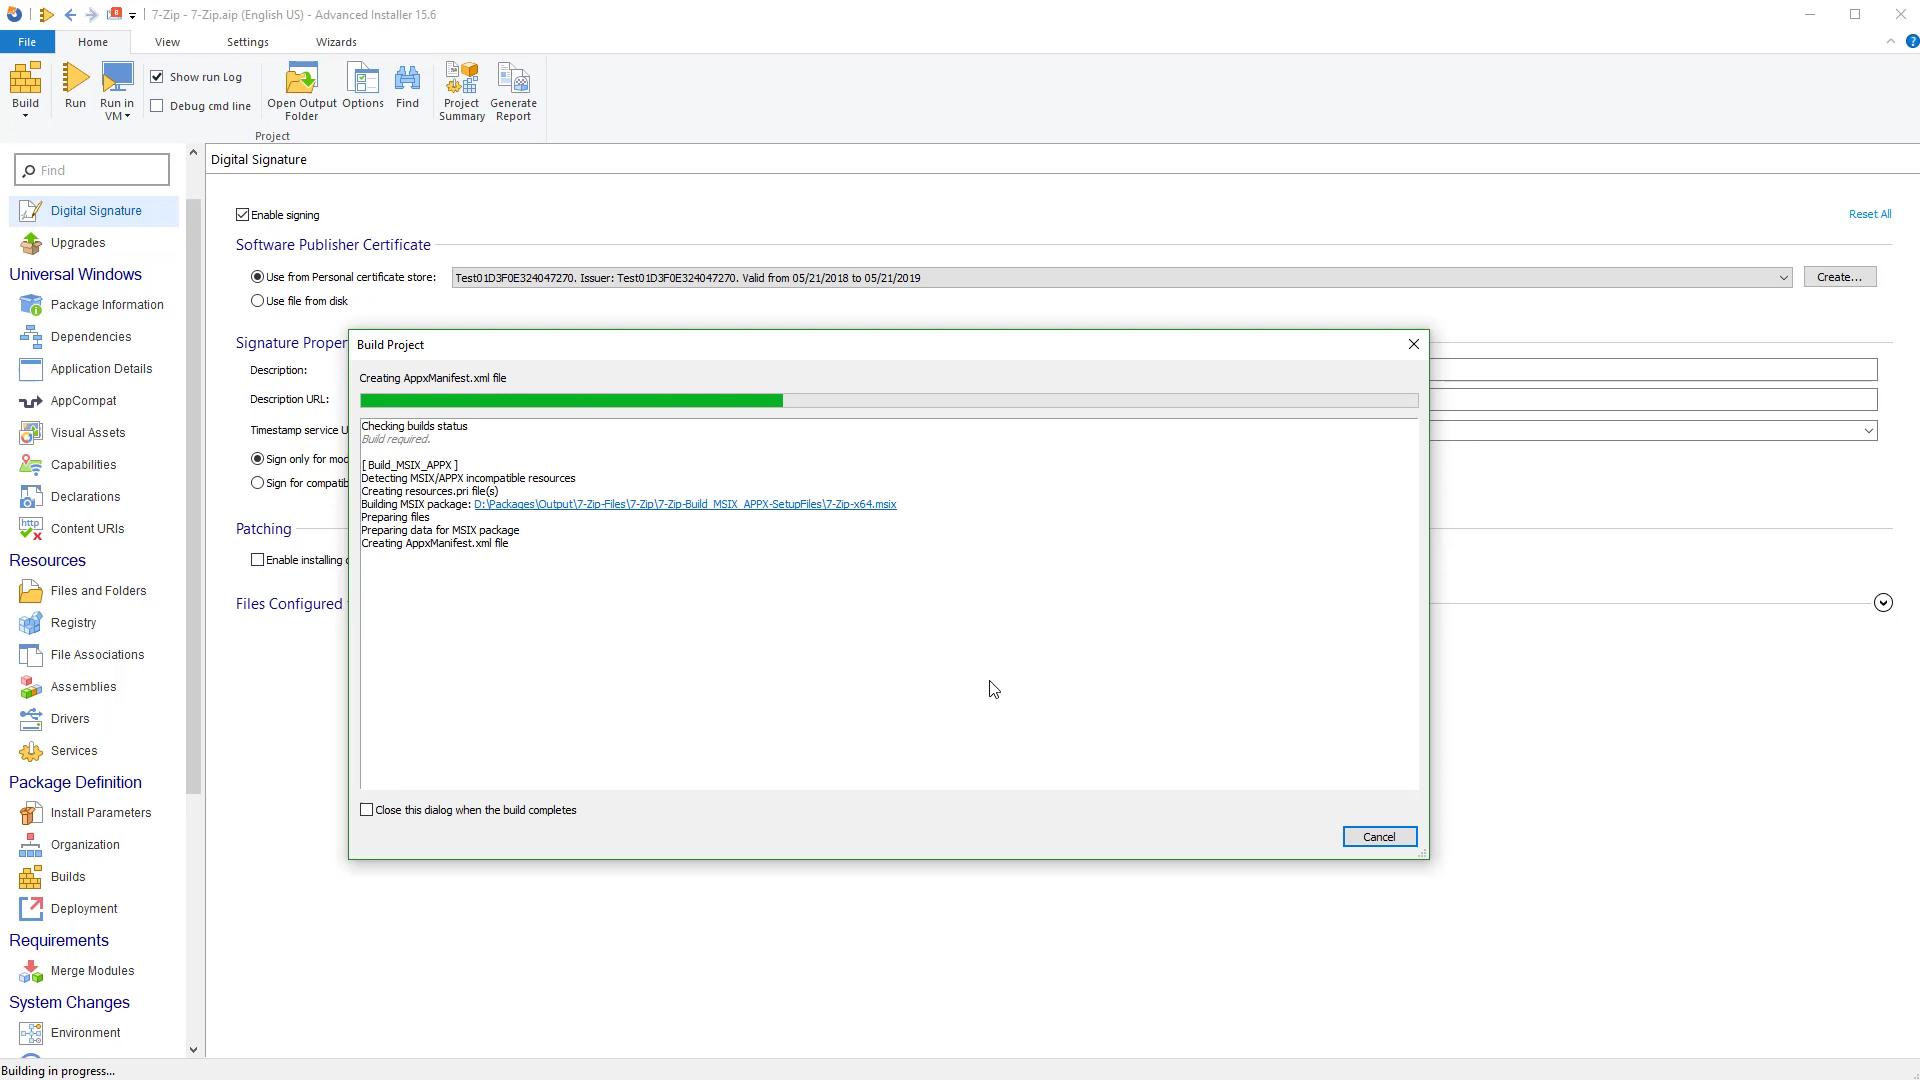 7-Zip - 7-Zip.aip (English US) - Advanced Installer 15.6
File
Home
View
Settings
Wizards
Build
Run
Run in
VM
Show run Log
Debug cmd line
Open Output
Folder
Options
Find
Project
Summary
Generate
Report
Project
Find
Digital Signature
Upgrades
Universal Windows
Package Information
Dependencies
Application Details
AppCompat
Visual Assets
Capabilities
Declarations
Content URIs
Resources
Files and Folders
Registry
File Associations
Assemblies
Drivers
Services
Package Definition
Install Parameters
Organization
Builds
Deployment
Requirements
Merge Modules
System Changes
Environment
Digital Signature
Enable signing
Reset All
Software Publisher Certificate
Use from Personal certificate store:
Test01D3F0E324047270. Issuer: Test01D3F0E324047270. Valid from 05/21/2018 to 05/21/2019
Create...
Use file from disk
Signature Proper
Description:
Description URL:
Timestamp service U
Sign only for mod
Sign for compatib
Patching
Enable installing
Files Configured
Build Project
Creating AppxManifest.xml file
Checking builds status
Build required.
[ Build_MSIX_APPX ]
Detecting MSIX/APPX incompatible resources
Creating resources.pri file(s)
Building MSIX package: D:\Packages\Output\7-Zip-Files\7-Zip\7-Zip-Build_MSIX_APPX-SetupFiles\7-Zip-x64.msix
Preparing files
Preparing data for MSIX package
Creating AppxManifest.xml file
Close this dialog when the build completes
Cancel
Building in progress...